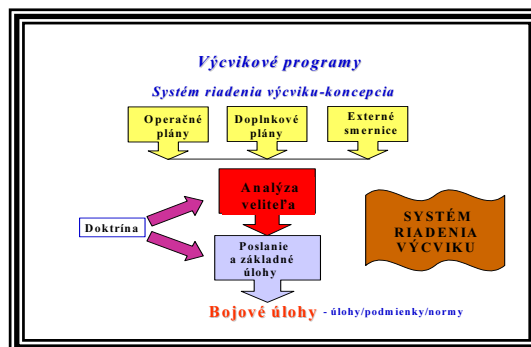 Výcvikové programy
Systém riadenia výcviku-koncepcia
Operačné
plány
Doplnkové
plány
Externé
smernice
Analýza
veliteľa
Doktrína
Poslanie
a základné
úlohy
SYSTÉM
RIADENIA
VÝCVIKU
Bojové úlohy - úlohy/podmienky/normy